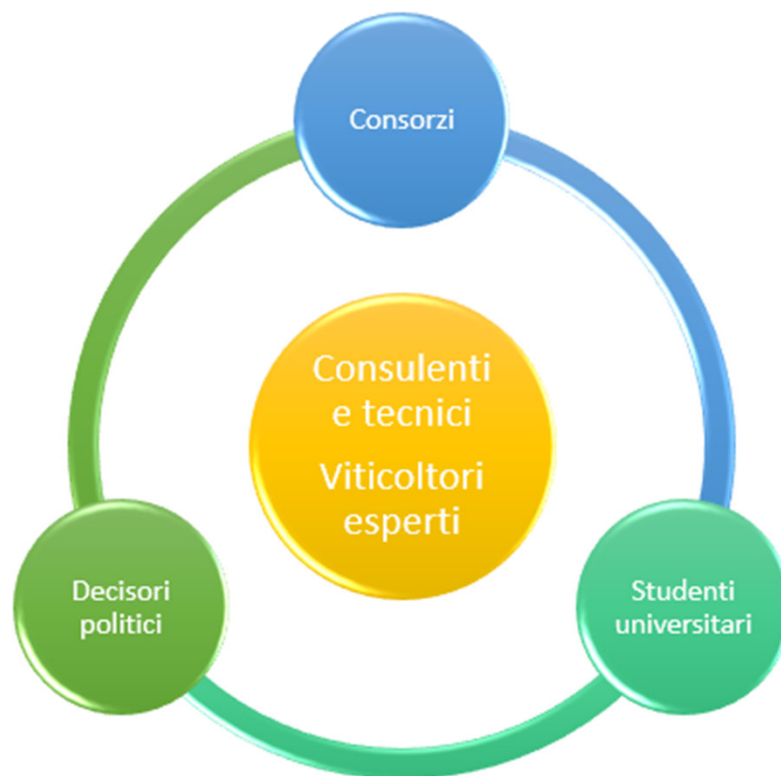 Consorzi
Consulenti
e tecnici
Viticoltori
esperti
Decisori
politici
Studenti
universitari